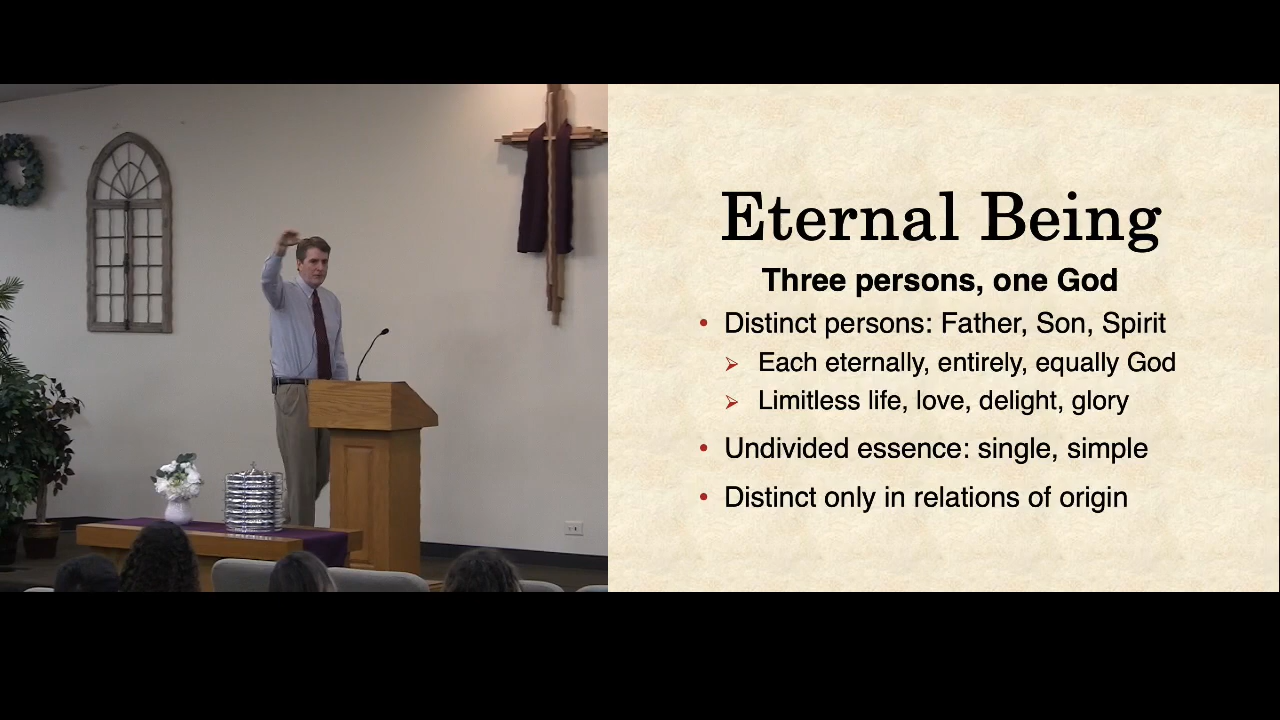 Eternal Being
Three persons, one God
• Distinct persons: Father, Son, Spirit
➢ Each eternally, entirely, equally God
➢ Limitless life, love, delight, glory
• Undivided essence: single, simple
• Distinct only in relations of origin